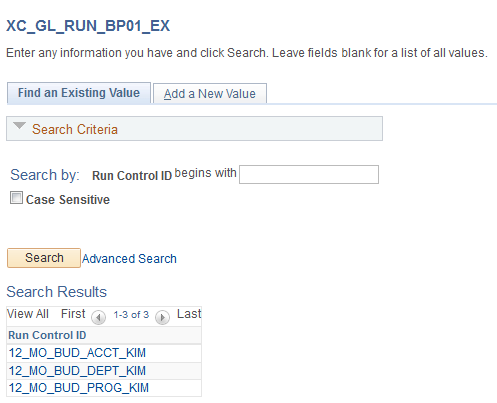 XC_GL_RUN_BP01_EX
Enter any information you have and click Search. Leave fields blank for a list of all values.
Find an Existing Value Add a New Value
Search Criteria
Search by: Run Control ID begins with
Case Sensitive
Search Advanced Search
Search Results
View All First 1-3 of 3 Last
Run Control ID
12_MO_BUD_ACCT_KIM
12_MO_BUD_DEPT_KIM
12_MO_BUD_PROG_KIM